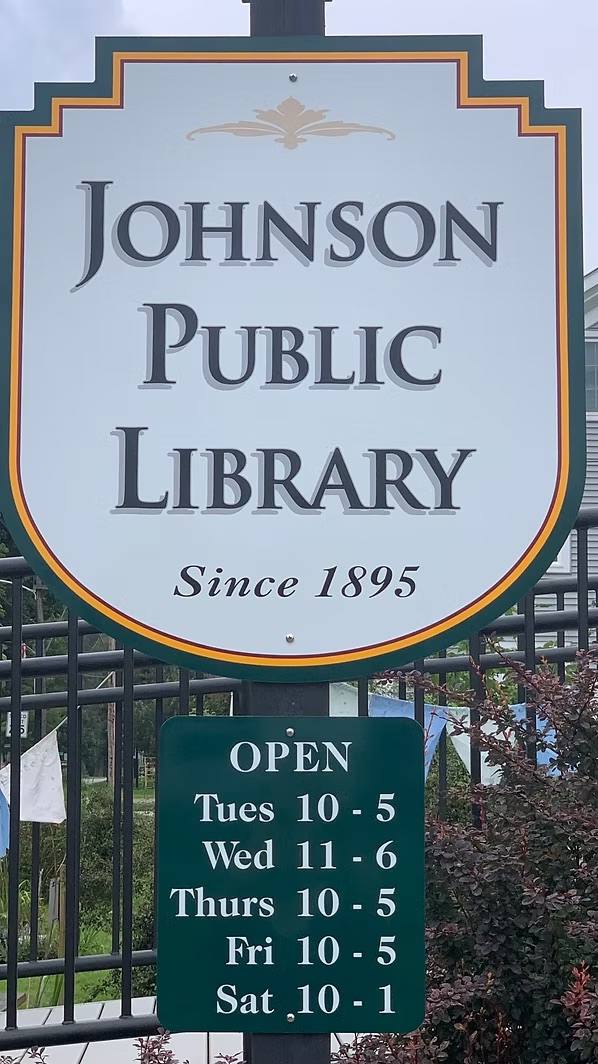 JOHNSON
PUBLIC
LIBRARY
Since 1895
OPEN
Tues 10 - 5
Wed 11 - 6
Thurs 10 - 5
Fri 10 - 5
Sat 10 - 1